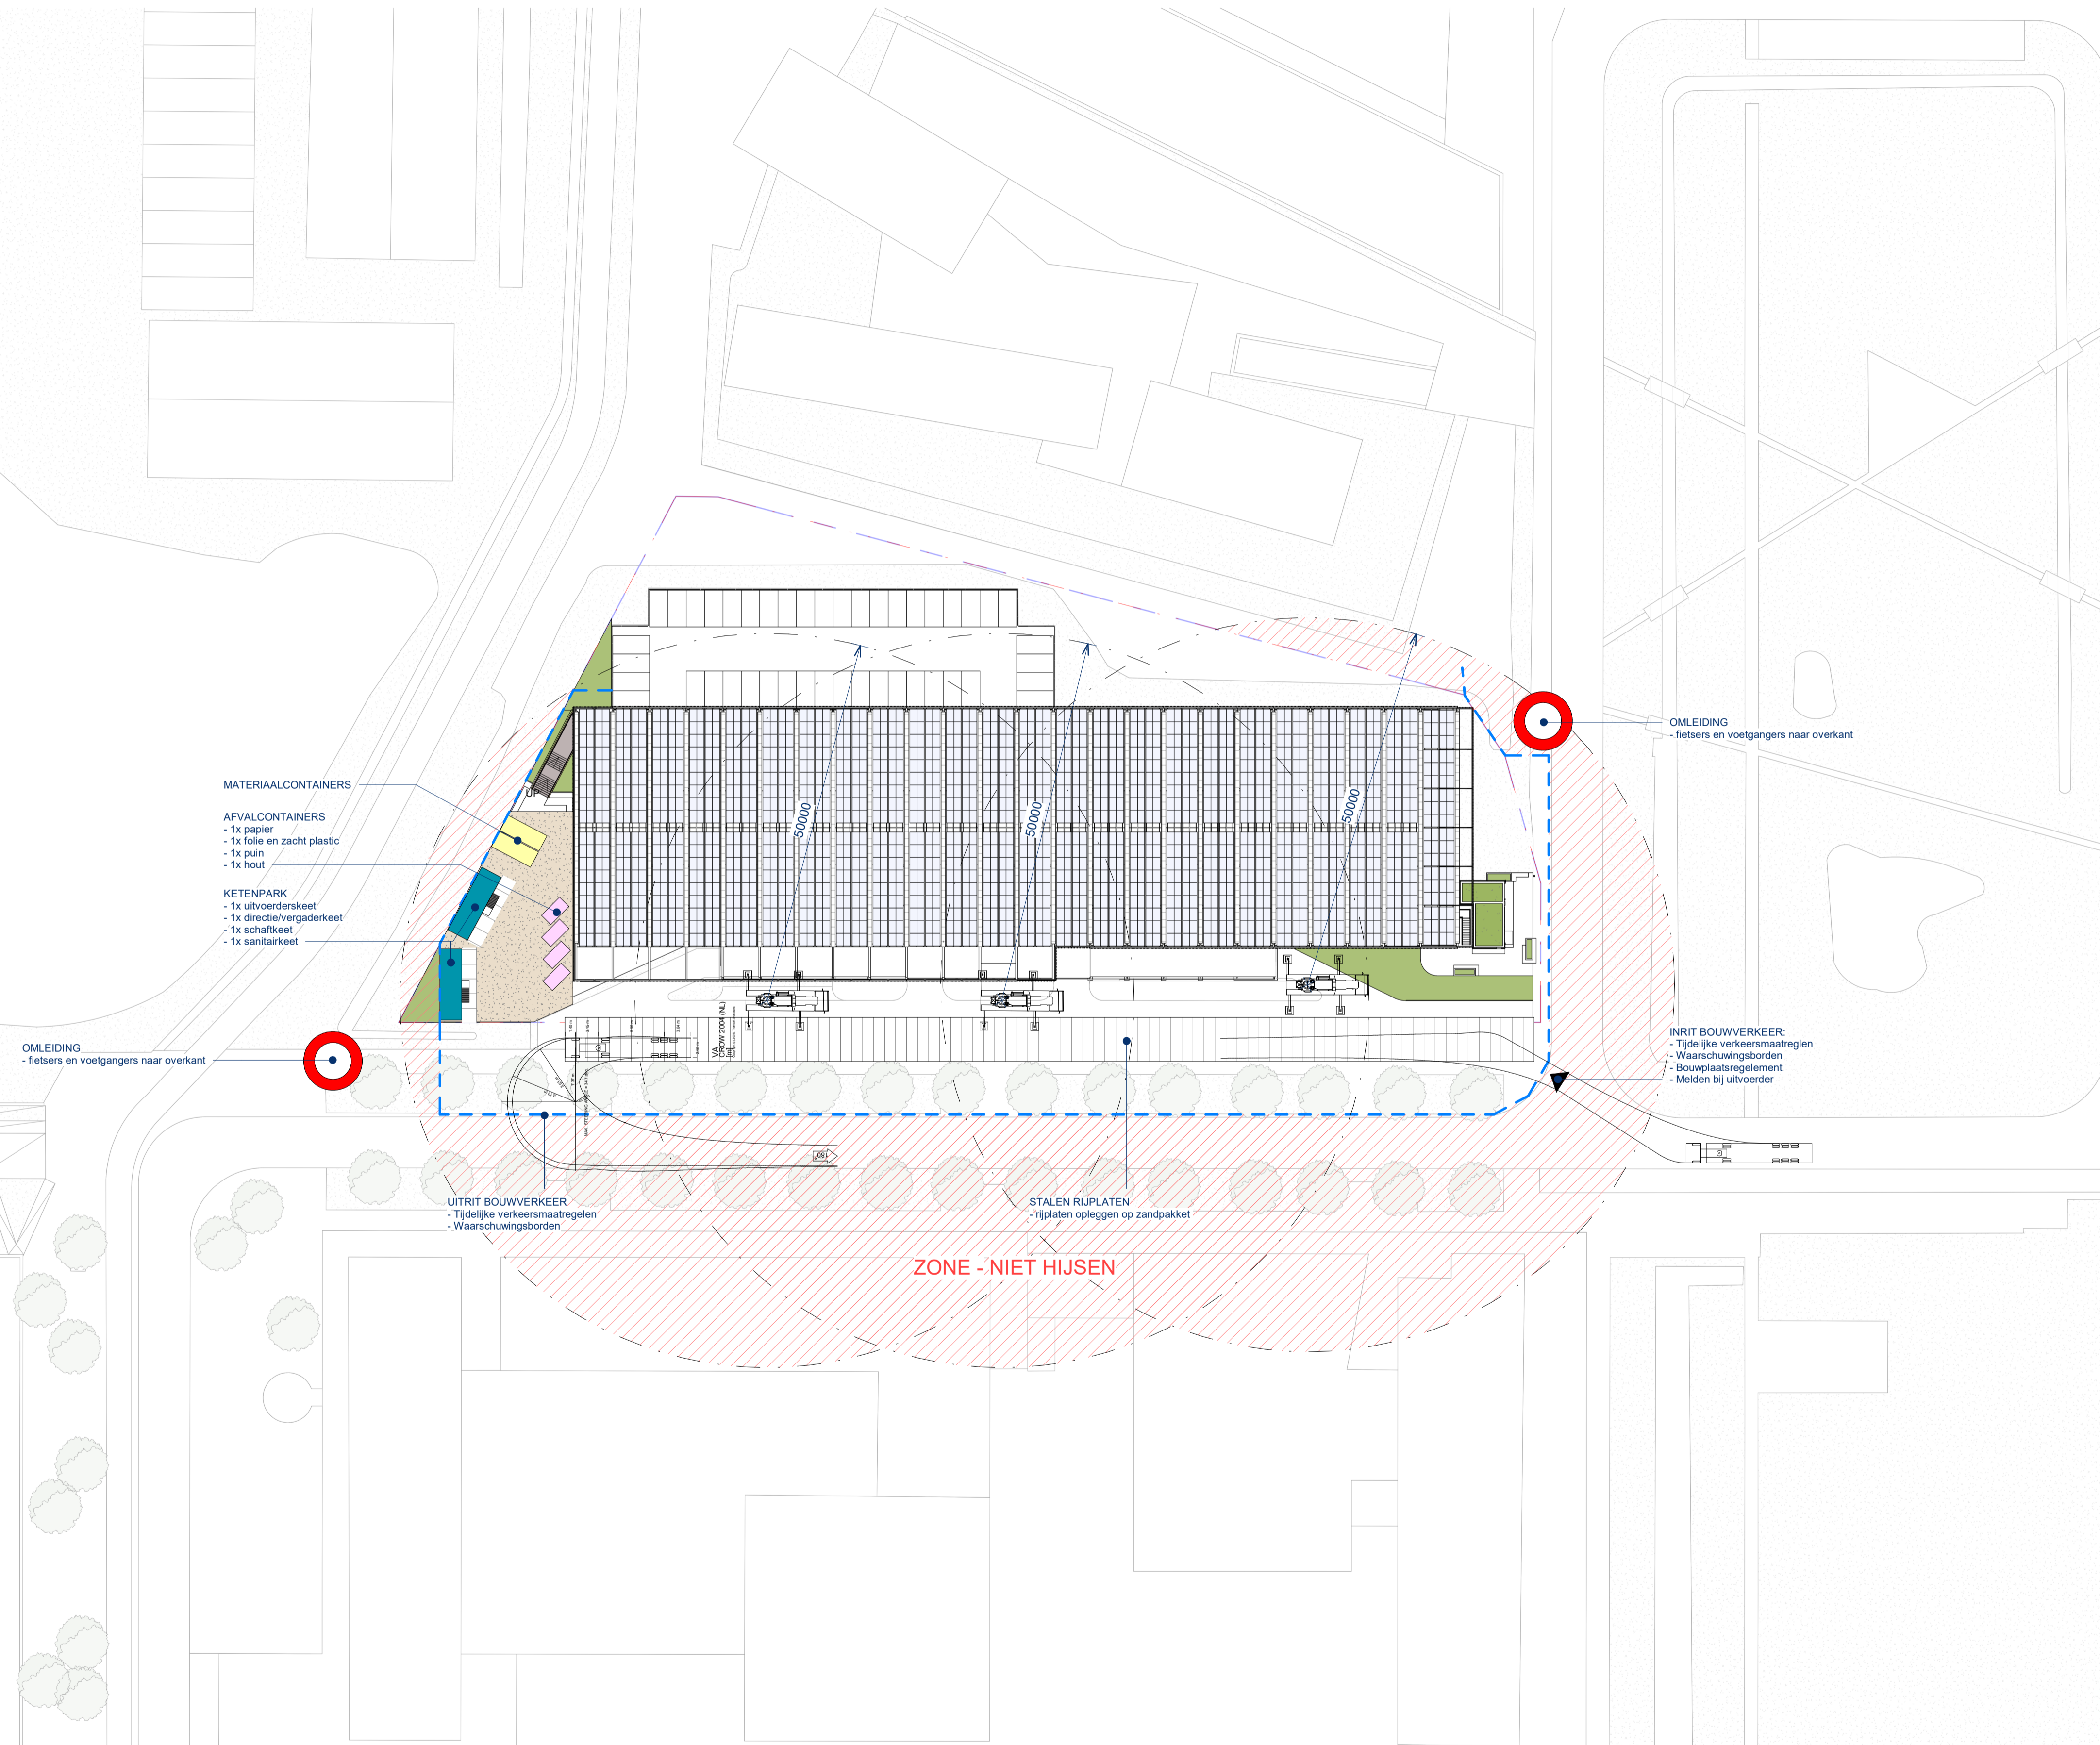 OMLEIDING
- fietsers en voetgangers naar overkant
MATERIAALCONTAINERS
UP
50000
50000
50000
AFVALCONTAINERS
- 1x papier
- 1x folie en zacht plastic
- 1x puin
- 1x hout
KETENPARK
- 1x uitvoerderskeet
- 1x directie/vergaderkeet
- 1x schaftkeet
- 1x sanitairkeet
OMLEIDING
- fietsers en voetgangers naar overkant
VA
CROW 2004 (NL)
[m]
INRIT BOUWVERKEER:
- Tijdelijke verkeersmaatreglen
- Waarschuwingsborden
- Bouwplaatsregelement
- Melden bij uitvoerder
UITRIT BOUWVERKEER
- Tijdelijke verkeersmaatregelen
- Waarschuwingsborden
STALEN RIJPLATEN
- rijplaten opleggen op zandpakket
ZONE - NIET HIJSEN